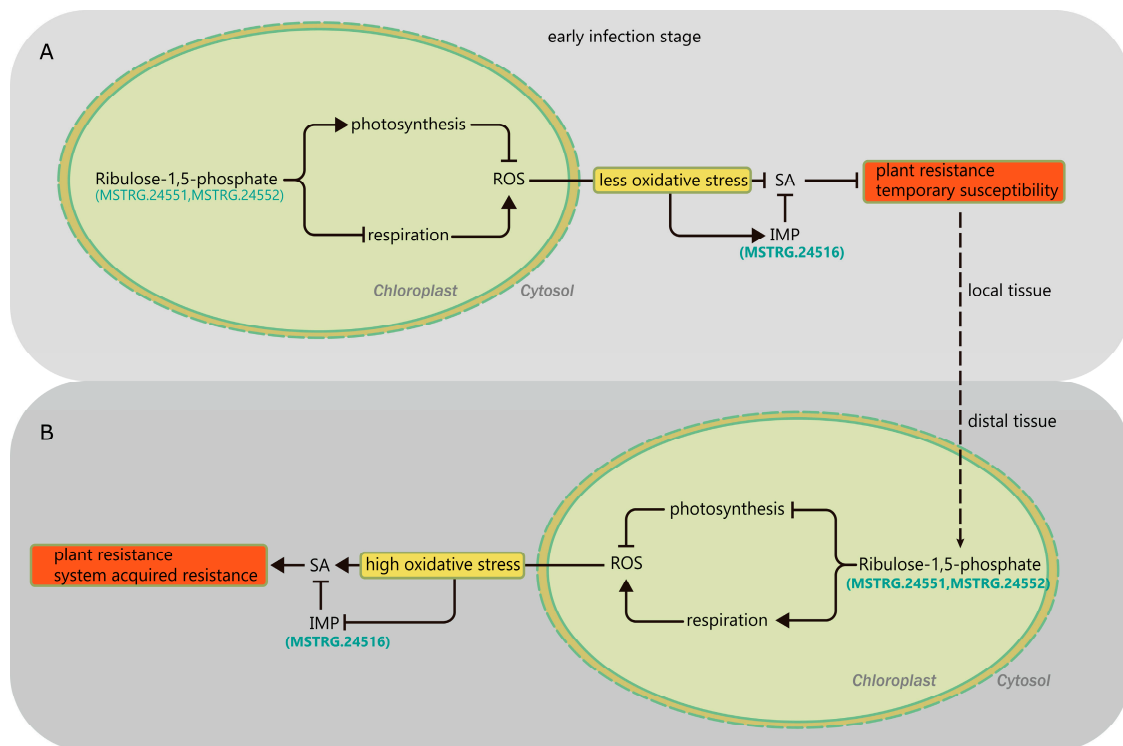 A
early infection stage
photosynthesis
Ribulose-1,5-phosphate
(MSTRG.24551,MSTRG.24552)
ROS
less oxidative stress
SA
plant resistance
temporary susceptibility
respiration
IMP
(MSTRG.24516)
Chloroplast
Cytosol
local tissue
B
distal tissue
photosynthesis
plant resistance
system acquired resistance
SA
high oxidative stress
ROS
Ribulose-1,5-phosphate
(MSTRG.24551,MSTRG.24552)
IMP
(MSTRG.24516)
respiration
Chloroplast
Cytosol